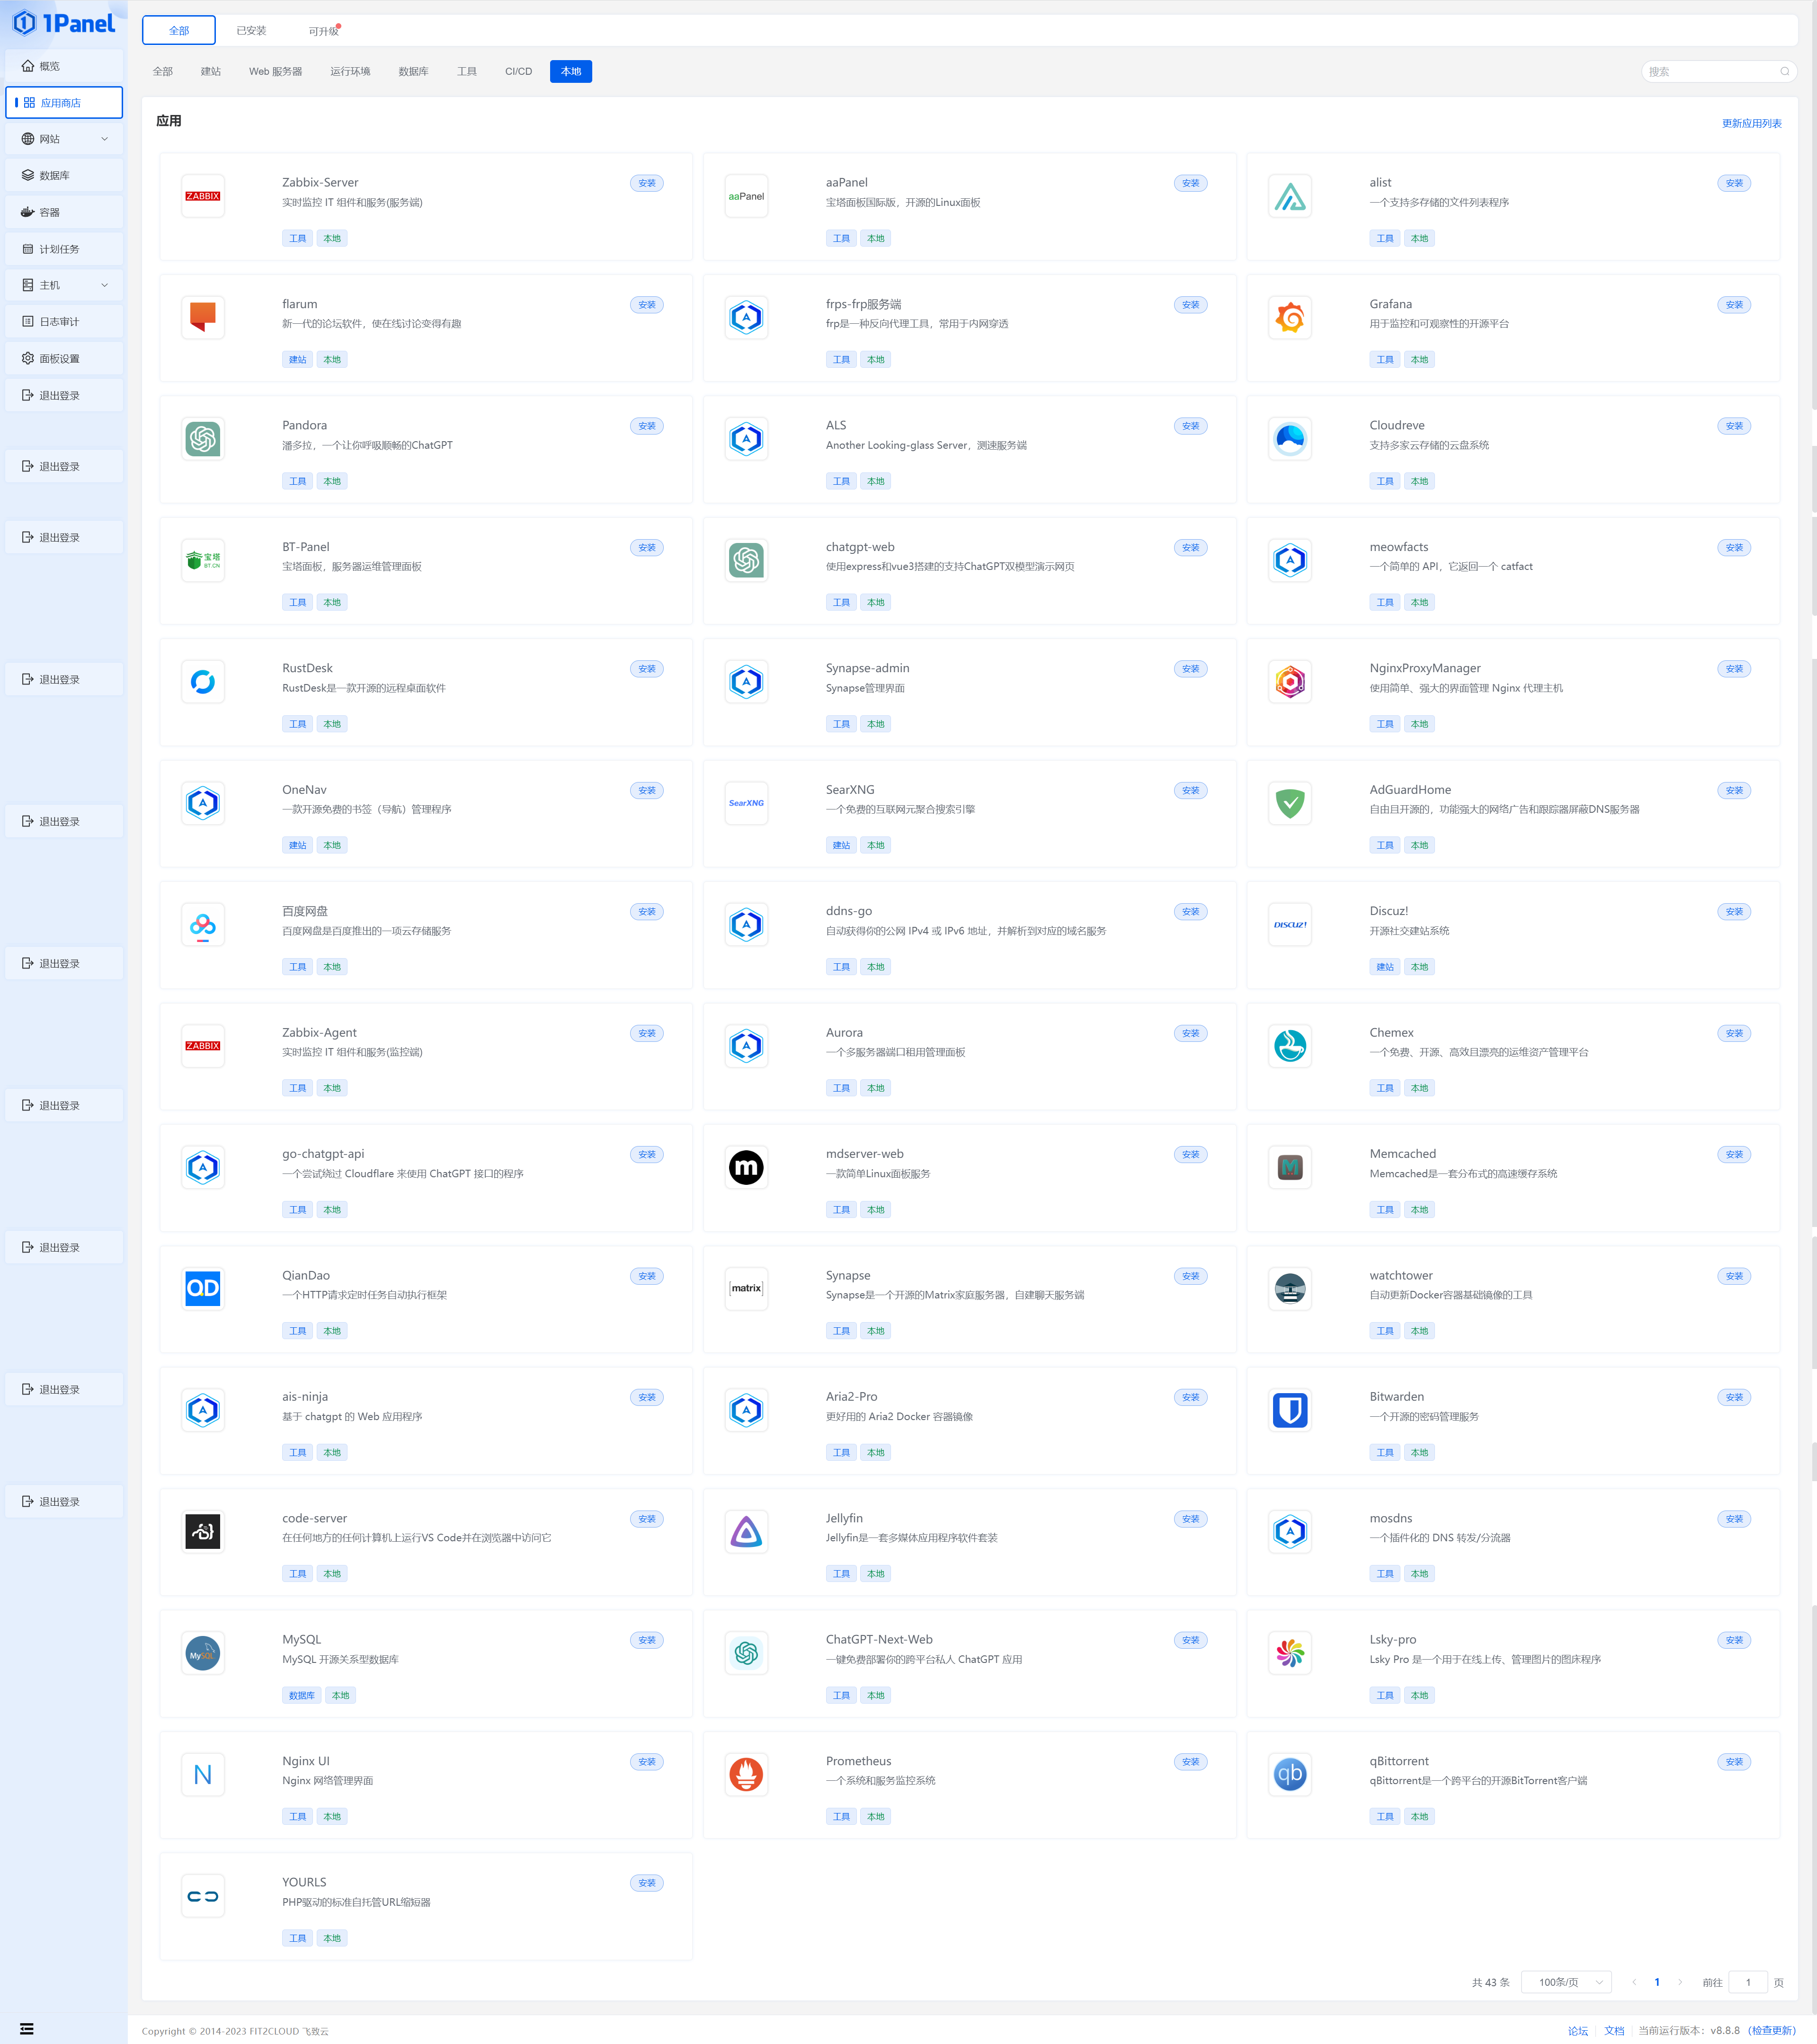 1Panel
概览
应用商店
网站
数据库
容器
计划任务
主机
日志审计
面板设置
退出登录
退出登录
退出登录
退出登录
退出登录
退出登录
退出登录
退出登录
退出登录
退出登录
全部
已安装
可升级
全部
建站
Web 服务器
运行环境
数据库
工具
CI/CD
本地
搜索
应用
更新应用列表
ZABBIX
Zabbix-Server
安装
实时监控 IT 组件和服务(服务端)
工具
本地
aaPanel
aaPanel
安装
宝塔面板国际版，开源的Linux面板
工具
本地
alist
安装
一个支持多存储的文件列表程序
工具
本地
flarum
安装
新一代的论坛软件，使在线讨论变得有趣
建站
本地
A
frps-frp服务端
安装
frp是一种反向代理工具，常用于内网穿透
工具
本地
Grafana
安装
用于监控和可观察性的开源平台
工具
本地
Pandora
安装
潘多拉，一个让你呼吸顺畅的ChatGPT
工具
本地
A
ALS
安装
Another Looking-glass Server，测速服务端
工具
本地
Cloudreve
安装
支持多家云存储的云盘系统
工具
本地
宝塔
BT.CN
BT-Panel
安装
宝塔面板，服务器运维管理面板
工具
本地
chatgpt-web
安装
使用express和vue3搭建的支持ChatGPT双模型演示网页
工具
本地
A
meowfacts
安装
一个简单的 API，它返回一个 catfact
工具
本地
RustDesk
安装
RustDesk是一款开源的远程桌面软件
工具
本地
A
Synapse-admin
安装
Synapse管理界面
工具
本地
NginxProxyManager
安装
使用简单、强大的界面管理 Nginx 代理主机
工具
本地
A
OneNav
安装
一款开源免费的书签（导航）管理程序
建站
本地
SearXNG
SearXNG
安装
一个免费的互联网元聚合搜索引擎
建站
本地
AdGuardHome
安装
自由且开源的，功能强大的网络广告和跟踪器屏蔽DNS服务器
工具
本地
百度网盘
安装
百度网盘是百度推出的一项云存储服务
工具
本地
A
ddns-go
安装
自动获得你的公网 IPv4 或 IPv6 地址，并解析到对应的域名服务
工具
本地
DISCUZ!
Discuz!
安装
开源社交建站系统
建站
本地
ZABBIX
Zabbix-Agent
安装
实时监控 IT 组件和服务(监控端)
工具
本地
A
Aurora
安装
一个多服务器端口租用管理面板
工具
本地
Chemex
安装
一个免费、开源、高效且漂亮的运维资产管理平台
工具
本地
A
go-chatgpt-api
安装
一个尝试绕过 Cloudflare 来使用 ChatGPT 接口的程序
工具
本地
m
mdserver-web
安装
一款简单Linux面板服务
工具
本地
M
Memcached
安装
Memcached是一套分布式的高速缓存系统
工具
本地
QD
QianDao
安装
一个HTTP请求定时任务自动执行框架
工具
本地
[matrix]
Synapse
安装
Synapse是一个开源的Matrix家庭服务器，自建聊天服务端
工具
本地
watchtower
安装
自动更新Docker容器基础镜像的工具
工具
本地
A
ais-ninja
安装
基于 chatgpt 的 Web 应用程序
工具
本地
A
Aria2-Pro
安装
更好用的 Aria2 Docker 容器镜像
工具
本地
Bitwarden
安装
一个开源的密码管理服务
工具
本地
code-server
安装
在任何地方的任何计算机上运行VS Code并在浏览器中访问它
工具
本地
Jellyfin
安装
Jellyfin是一套多媒体应用程序软件套装
工具
本地
A
mosdns
安装
一个插件化的 DNS 转发/分流器
工具
本地
MySQL
MySQL
安装
MySQL 开源关系型数据库
数据库
本地
ChatGPT-Next-Web
安装
一键免费部署你的跨平台私人 ChatGPT 应用
工具
本地
Lsky-pro
安装
Lsky Pro 是一个用于在线上传、管理图片的图床程序
工具
本地
N
Nginx UI
安装
Nginx 网络管理界面
工具
本地
Prometheus
安装
一个系统和服务监控系统
工具
本地
qb
qBittorrent
安装
qBittorrent是一个跨平台的开源BitTorrent客户端
工具
本地
YOURLS
安装
PHP驱动的标准自托管URL缩短器
工具
本地
共 43 条
100条/页
1
前往
1
页
Copyright © 2014-2023 FIT2CLOUD 飞致云
论坛
文档
当前运行版本：v8.8.8
(检查更新)